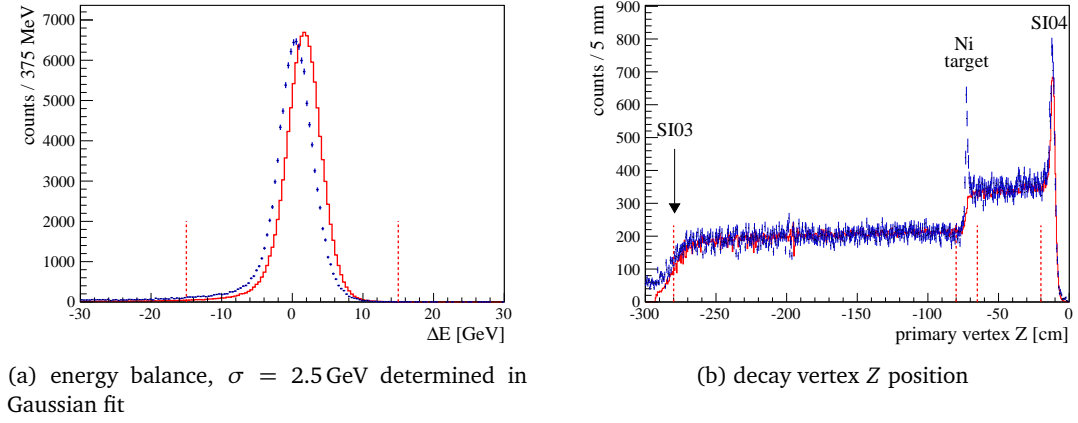 counts / 375 MeV
7000
6000
5000
4000
3000
2000
1000
0
-30 -20 -10 0 10 20 30
ΔE [GeV]
counts / 5 mm
900
800
700
600
500
400
300
200
100
0
SI03
Ni
target
SI04
-300 -250 -200 -150 -100 -50 0
primary vertex Z [cm]
(a) energy balance, σ = 2.5 GeV determined in
Gaussian fit
(b) decay vertex Z position